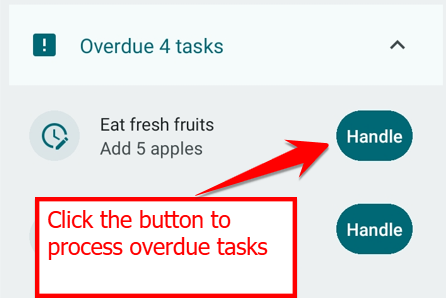 Overdue 4 tasks
Eat fresh fruits
Add 5 apples
Handle
Click the button to
process overdue tasks
Handle